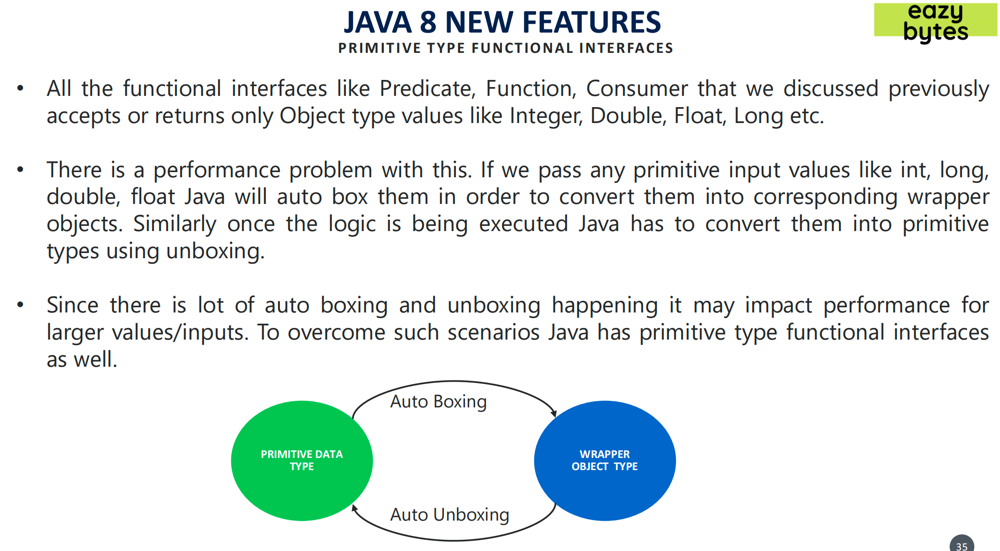 JAVA 8 NEW FEATURES
eazy
bytes
PRIMITIVE TYPE FUNCTIONAL INTERFACES
• All the functional interfaces like Predicate, Function, Consumer that we discussed previously
accepts or returns only Object type values like Integer, Double, Float, Long etc.
• There is a performance problem with this. If we pass any primitive input values like int, long,
double, float Java will auto box them in order to convert them into corresponding wrapper
objects. Similarly once the logic is being executed Java has to convert them into primitive
types using unboxing.
• Since there is lot of auto boxing and unboxing happening it may impact performance for
larger values/inputs. To overcome such scenarios Java has primitive type functional interfaces
as well.
Auto Boxing
PRIMITIVE DATA
TYPE
WRAPPER
OBJECT TYPE
Auto Unboxing
35